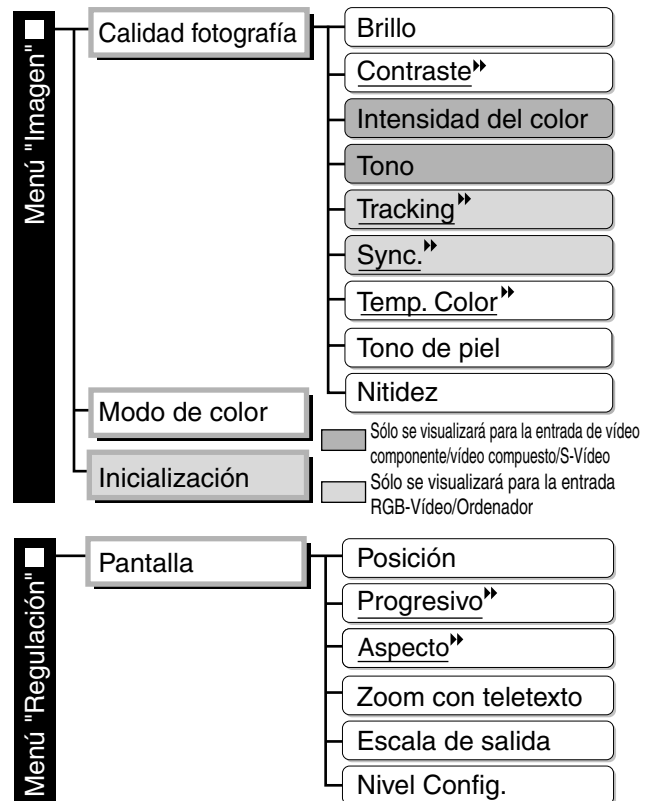 Menú "Imagen"
Calidad fotografía
Brillo
Contraste
Intensidad del color
Tono
Tracking
Sync.
Temp. Color
Tono de piel
Nitidez
Modo de color
Inicialización
Sólo se visualizará para la entrada de vídeo
componente/vídeo compuesto/S-Vídeo
Sólo se visualizará para la entrada
RGB-Vídeo/Ordenador
Menú "Regulación"
Pantalla
Posición
Progresivo
Aspecto
Zoom con teletexto
Escala de salida
Nivel Config.